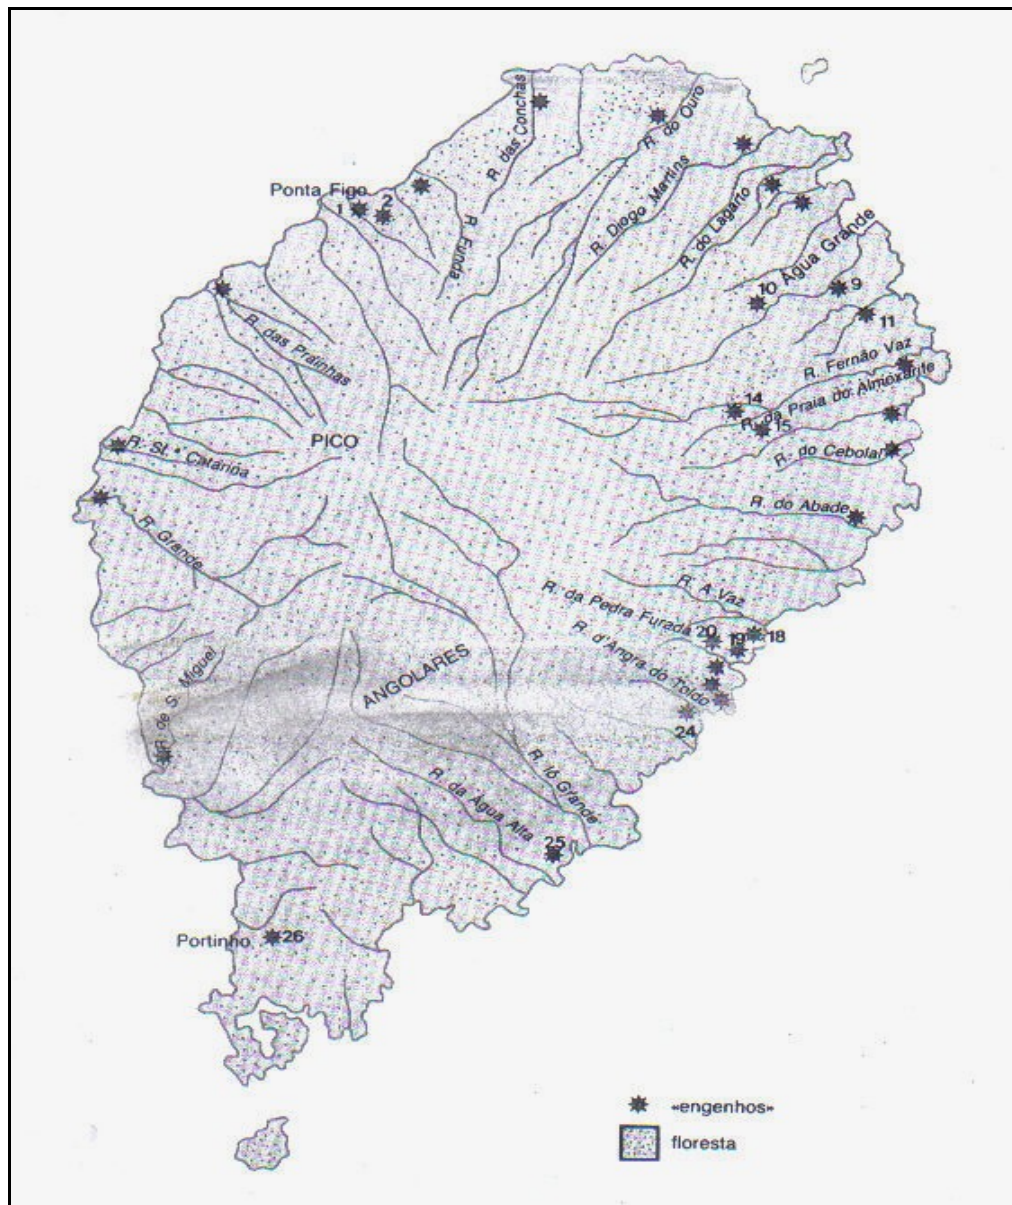 R. das Conchas
R. do Ouro
Ponta Figo
1
2
R. Funda
R. Diogo Martins
R. do Lagarto
Agua Grande
10
9
11
R. das Prainhas
R. Fernão Vaz
R. da Praia do Almoxarife
14
15
PICO
R. St.ª Catarina
R. do Cebolal
R. Grande
R. do Abade
R. A Vaz
R. da Pedra Furada
20
19
18
R. d'Angra do Toldo
ANGOLARES
R. de S. Miguel
24
R. Ió Grande
R. da Agua Alta
25
Portinho
26
«engenhos»
floresta